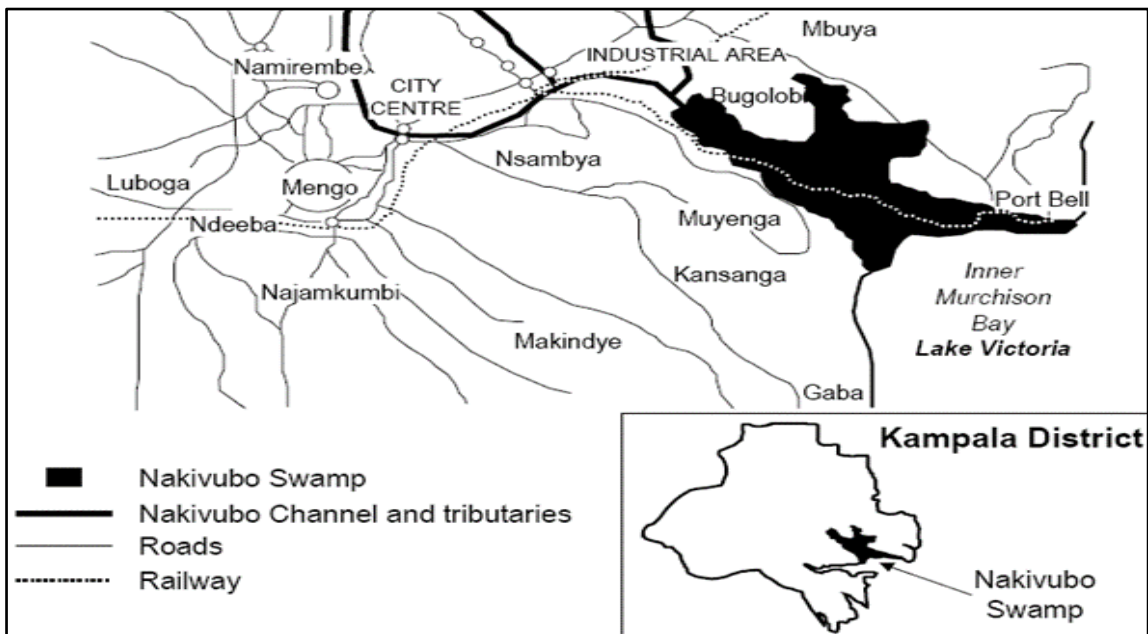 Mbuya
INDUSTRIAL AREA
Namirembe
CITY
CENTRE
Bugolobi
Nsambya
Luboga
Mengo
Port Bell
Ndeeba
Muyenga
Kansanga
Inner
Murchison
Bay
Lake Victoria
Najamkumbi
Makindye
Gaba
Kampala District
Nakivubo Swamp
Nakivubo Channel and tributaries
Roads
Railway
Nakivubo
Swamp